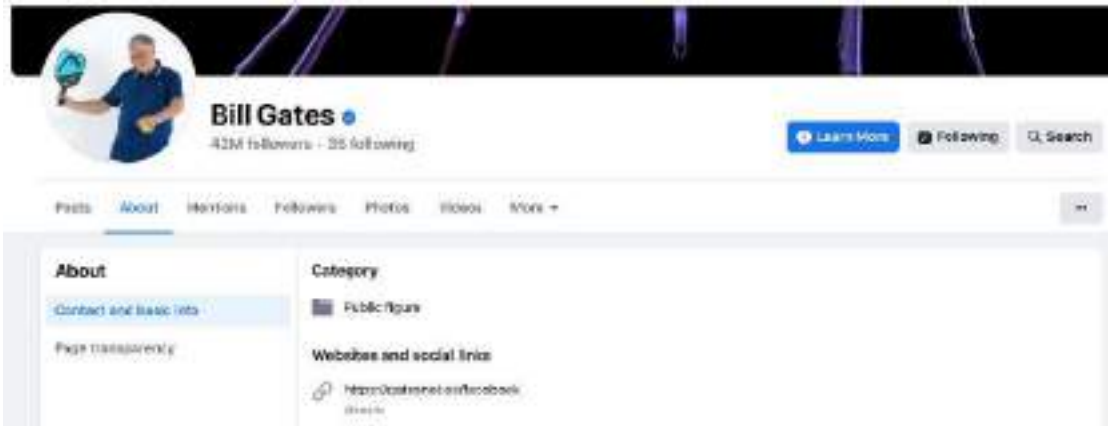 Bill Gates
42M followers • 35 following
Learn More
Following
Search
Posts
About
Mentions
Followers
Photos
Videos
More
About
Contact and basic info
Page transparency
Category
Public figure
Websites and social links